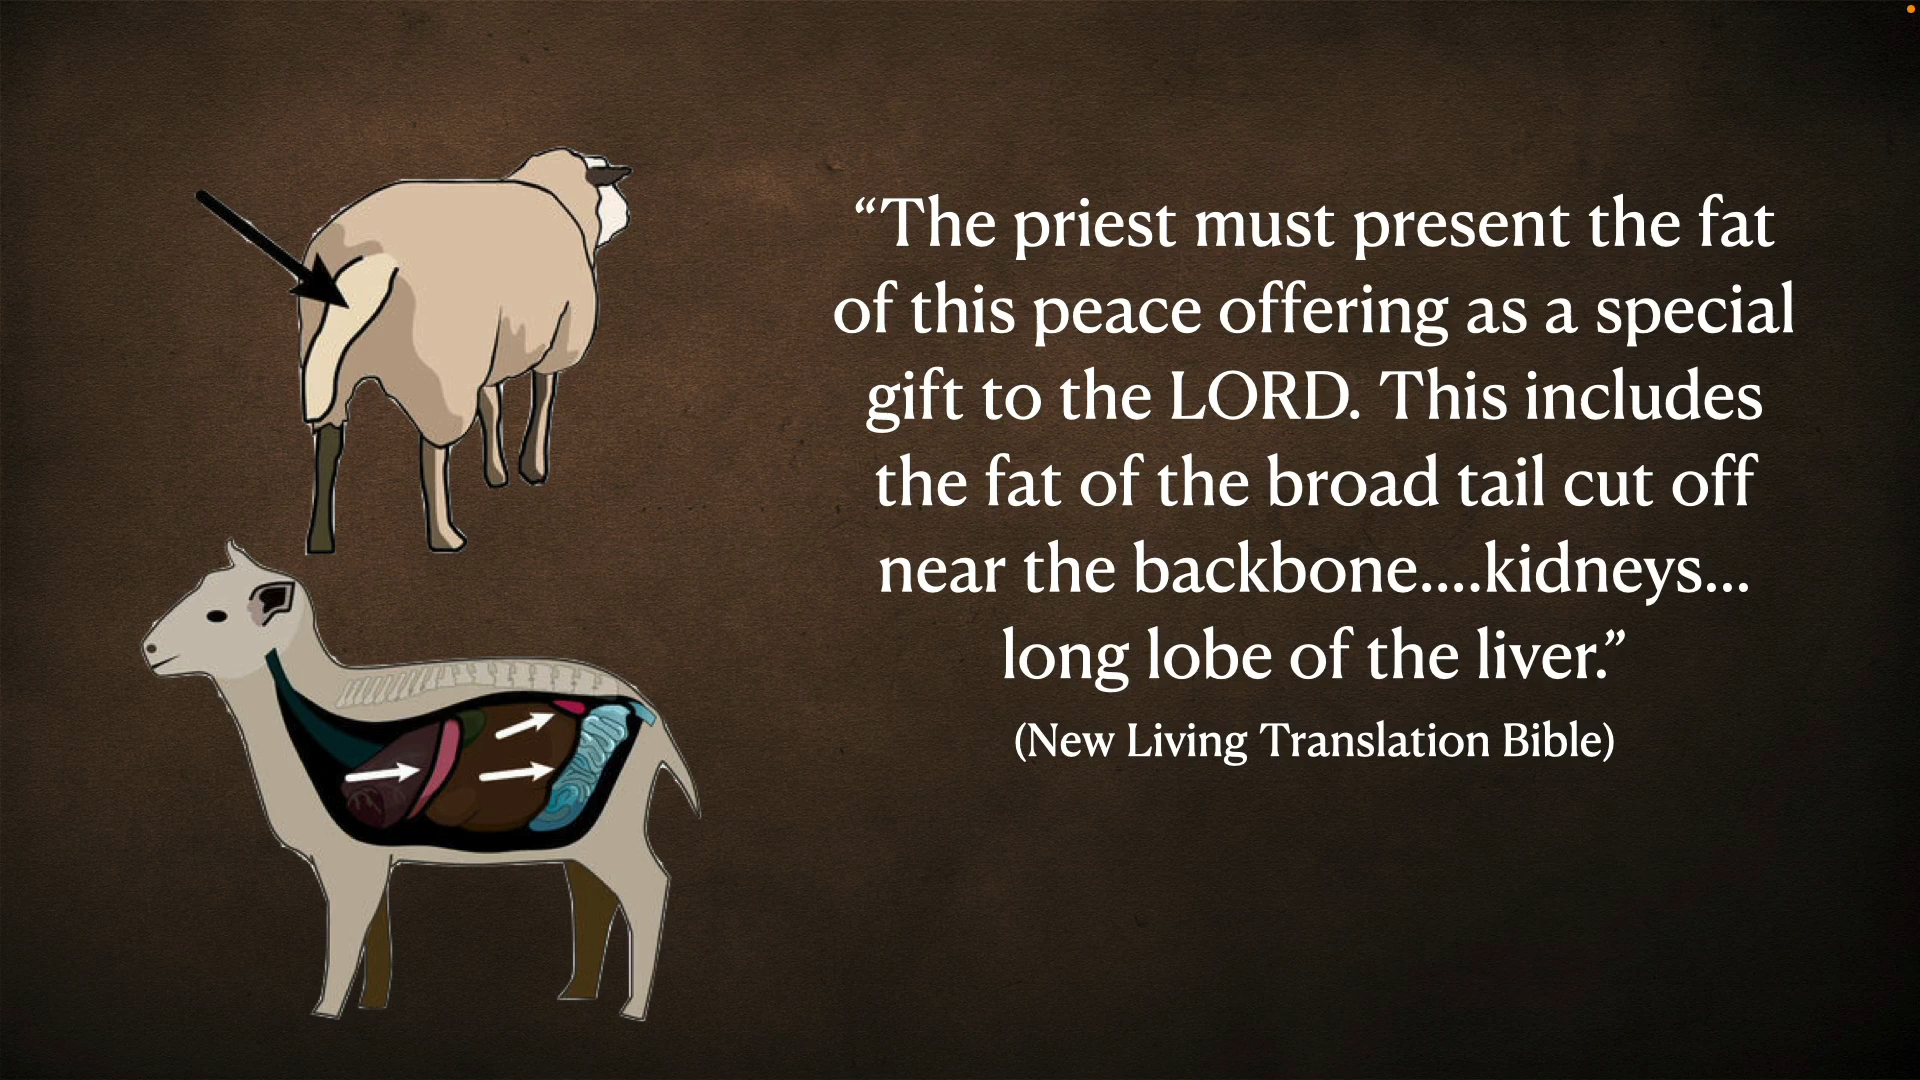 “The priest must present the fat
of this peace offering as a special
gift to the LORD. This includes
the fat of the broad tail cut off
near the backbone....kidneys...
long lobe of the liver.”
(New Living Translation Bible)